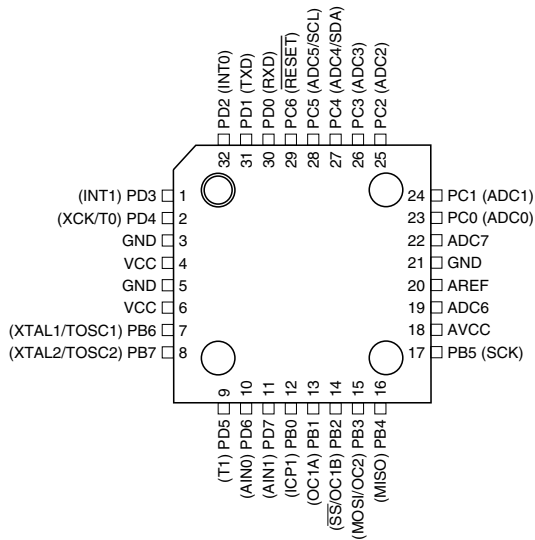 32 PD2 (INT0)
31 PD1 (TXD)
30 PD0 (RXD)
29 PC6 (RESET)
28 PC5 (ADC5/SCL)
27 PC4 (ADC4/SDA)
26 PC3 (ADC3)
25 PC2 (ADC2)
(INT1) PD3 1
(XCK/T0) PD4 2
GND 3
VCC 4
GND 5
VCC 6
(XTAL1/TOSC1) PB6 7
(XTAL2/TOSC2) PB7 8
24 PC1 (ADC1)
23 PC0 (ADC0)
22 ADC7
21 GND
20 AREF
19 ADC6
18 AVCC
17 PB5 (SCK)
(T1) PD5 9
(AIN0) PD6 10
(AIN1) PD7 11
(ICP1) PB0 12
(OC1A) PB1 13
(SS/OC1B) PB2 14
(MOSI/OC2) PB3 15
(MISO) PB4 16